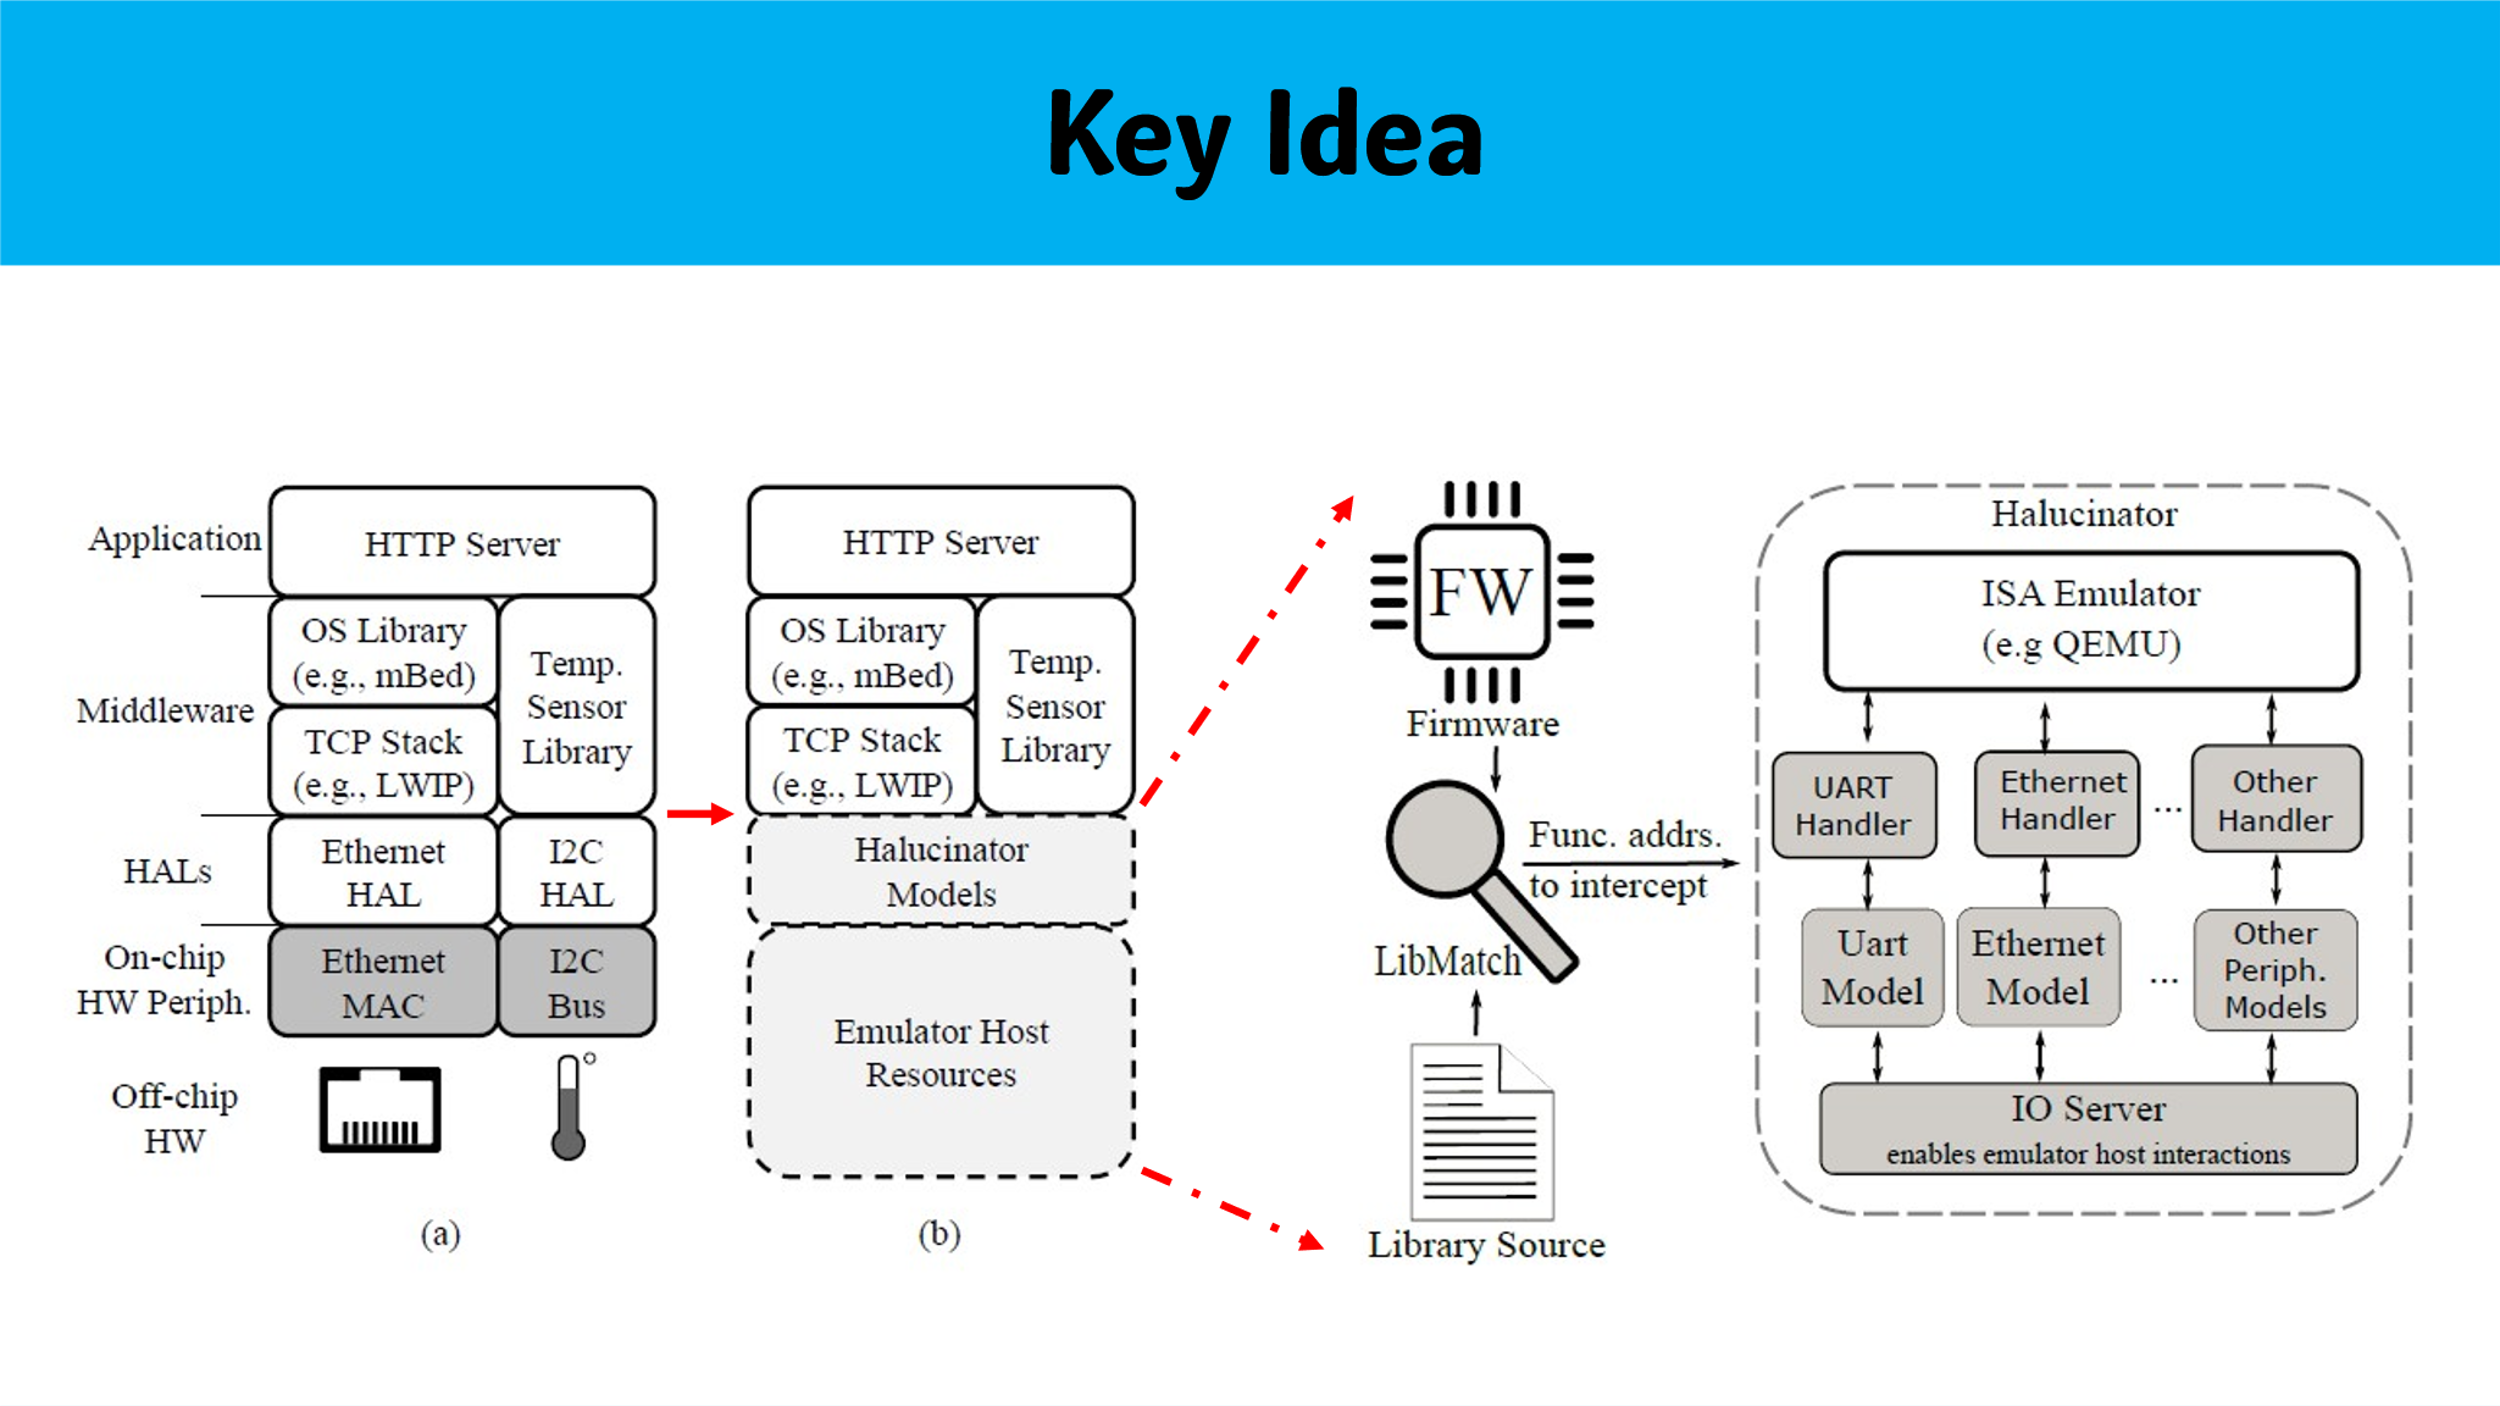 Key Idea
Application
HTTP Server
Middleware
OS Library
(e.g., mBed)
TCP Stack
(e.g., LWIP)
Temp.
Sensor
Library
HALs
Ethernet
HAL
I2C
HAL
On-chip
HW Periph.
Ethernet
MAC
I2C
Bus
Off-chip
HW
(a)
HTTP Server
OS Library
(e.g., mBed)
TCP Stack
(e.g., LWIP)
Temp.
Sensor
Library
Halucinator
Models
Emulator Host
Resources
(b)
FW
Firmware
LibMatch
Func. addrs.
to intercept
Library Source
Halucinator
ISA Emulator
(e.g QEMU)
UART
Handler
Ethernet
Handler
...
Other
Handler
Uart
Model
Ethernet
Model
...
Other
Periph.
Models
IO Server
enables emulator host interactions